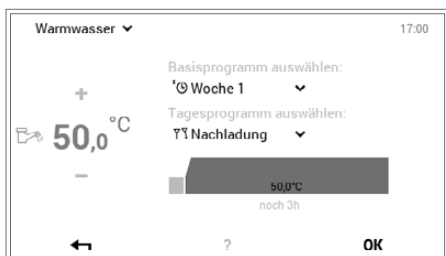 Warmwasser 17:00
Basisprogramm auswählen:
Woche 1
+
Tagesprogramm auswählen:
50,0 °C
Nachladung
−
50,0°C
noch 3h
? OK